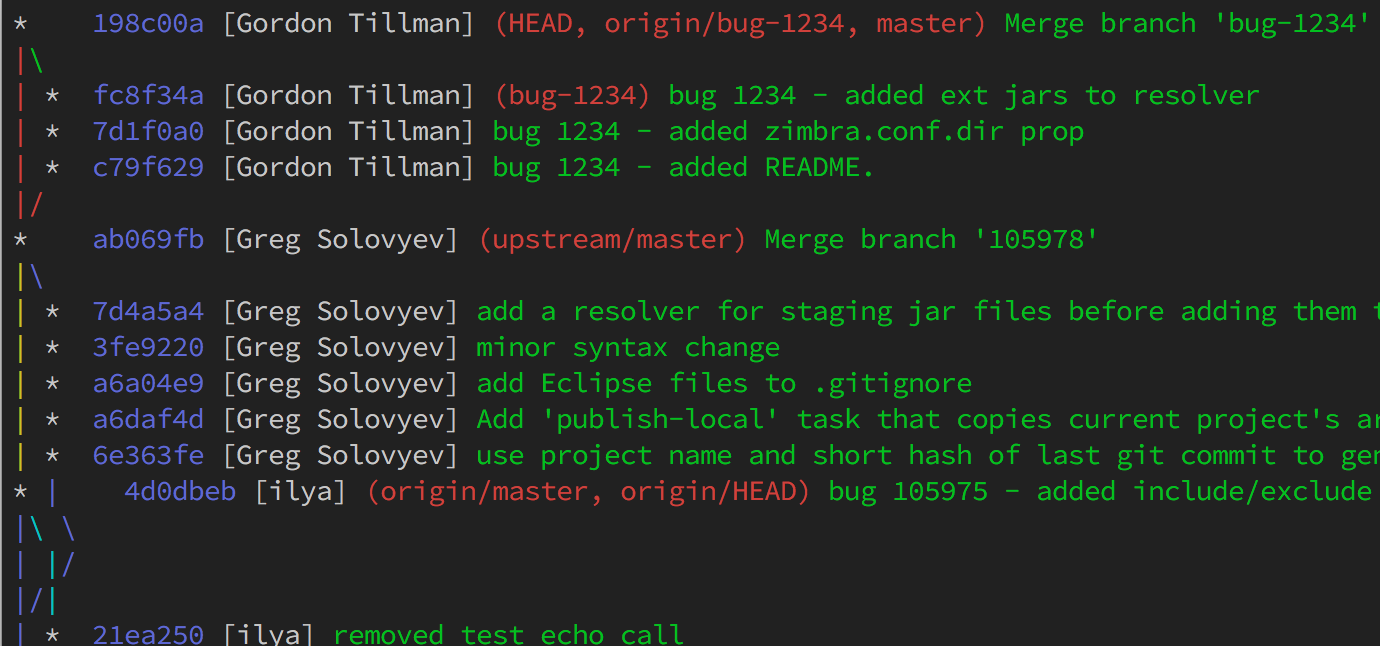 * 198c00a [Gordon Tillman] (HEAD, origin/bug-1234, master) Merge branch 'bug-1234'
|\
| * fc8f34a [Gordon Tillman] (bug-1234) bug 1234 - added ext jars to resolver
| * 7d1f0a0 [Gordon Tillman] bug 1234 - added zimbra.conf.dir prop
| * c79f629 [Gordon Tillman] bug 1234 - added README.
|/
* ab069fb [Greg Solovyev] (upstream/master) Merge branch '105978'
|\
| * 7d4a5a4 [Greg Solovyev] add a resolver for staging jar files before adding them
| * 3fe9220 [Greg Solovyev] minor syntax change
| * a6a04e9 [Greg Solovyev] add Eclipse files to .gitignore
| * a6daf4d [Greg Solovyev] Add 'publish-local' task that copies current project's
| * 6e363fe [Greg Solovyev] use project name and short hash of last git commit to
* | 4d0dbeb [ilya] (origin/master, origin/HEAD) bug 105975 - added include/exclude
|\ \
| |/
|/|
| * 21ea250 [ilya] removed test echo call